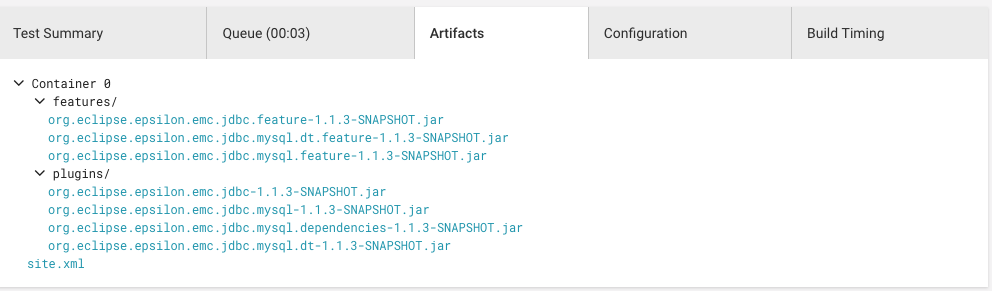 Test Summary
Queue (00:03)
Artifacts
Configuration
Build Timing
Container 0
features/
org.eclipse.epsilon.emc.jdbc.feature-1.1.3-SNAPSHOT.jar
org.eclipse.epsilon.emc.jdbc.mysql.dt.feature-1.1.3-SNAPSHOT.jar
org.eclipse.epsilon.emc.jdbc.mysql.feature-1.1.3-SNAPSHOT.jar
plugins/
org.eclipse.epsilon.emc.jdbc-1.1.3-SNAPSHOT.jar
org.eclipse.epsilon.emc.jdbc.mysql-1.1.3-SNAPSHOT.jar
org.eclipse.epsilon.emc.jdbc.mysql.dependencies-1.1.3-SNAPSHOT.jar
org.eclipse.epsilon.emc.jdbc.mysql.dt-1.1.3-SNAPSHOT.jar
site.xml